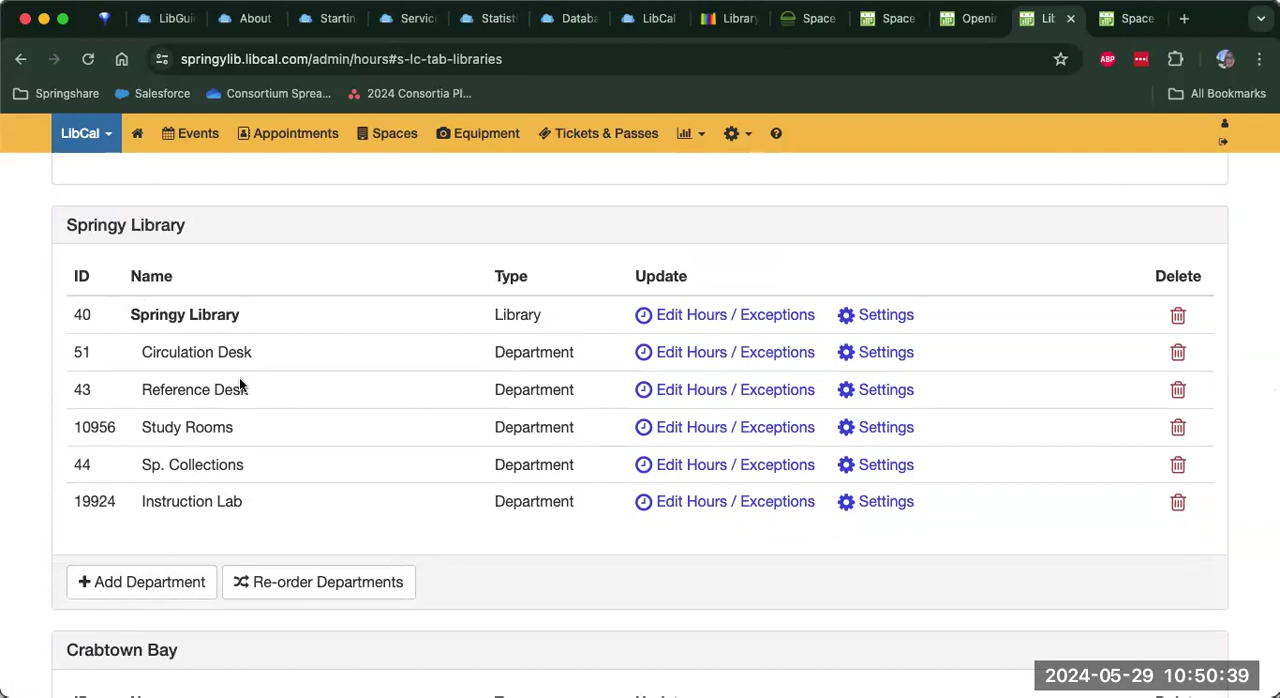 LibGui
About
Startin
Servic
Statist
Databa
LibCal
Library
Space
Space
Openin
Lib
Space
springylib.libcal.com/admin/hours#s-lc-tab-libraries
ABP
Springshare
Salesforce
Consortium Sprea...
2024 Consortia Pl...
All Bookmarks
LibCal
Events
Appointments
Spaces
Equipment
Tickets & Passes
Springy Library
ID Name Type Update Delete
40 Springy Library Library Edit Hours / Exceptions Settings
51 Circulation Desk Department Edit Hours / Exceptions Settings
43 Reference Desk Department Edit Hours / Exceptions Settings
10956 Study Rooms Department Edit Hours / Exceptions Settings
44 Sp. Collections Department Edit Hours / Exceptions Settings
19924 Instruction Lab Department Edit Hours / Exceptions Settings
+ Add Department Re-order Departments
Crabtown Bay
2024-05-29 10:50:39